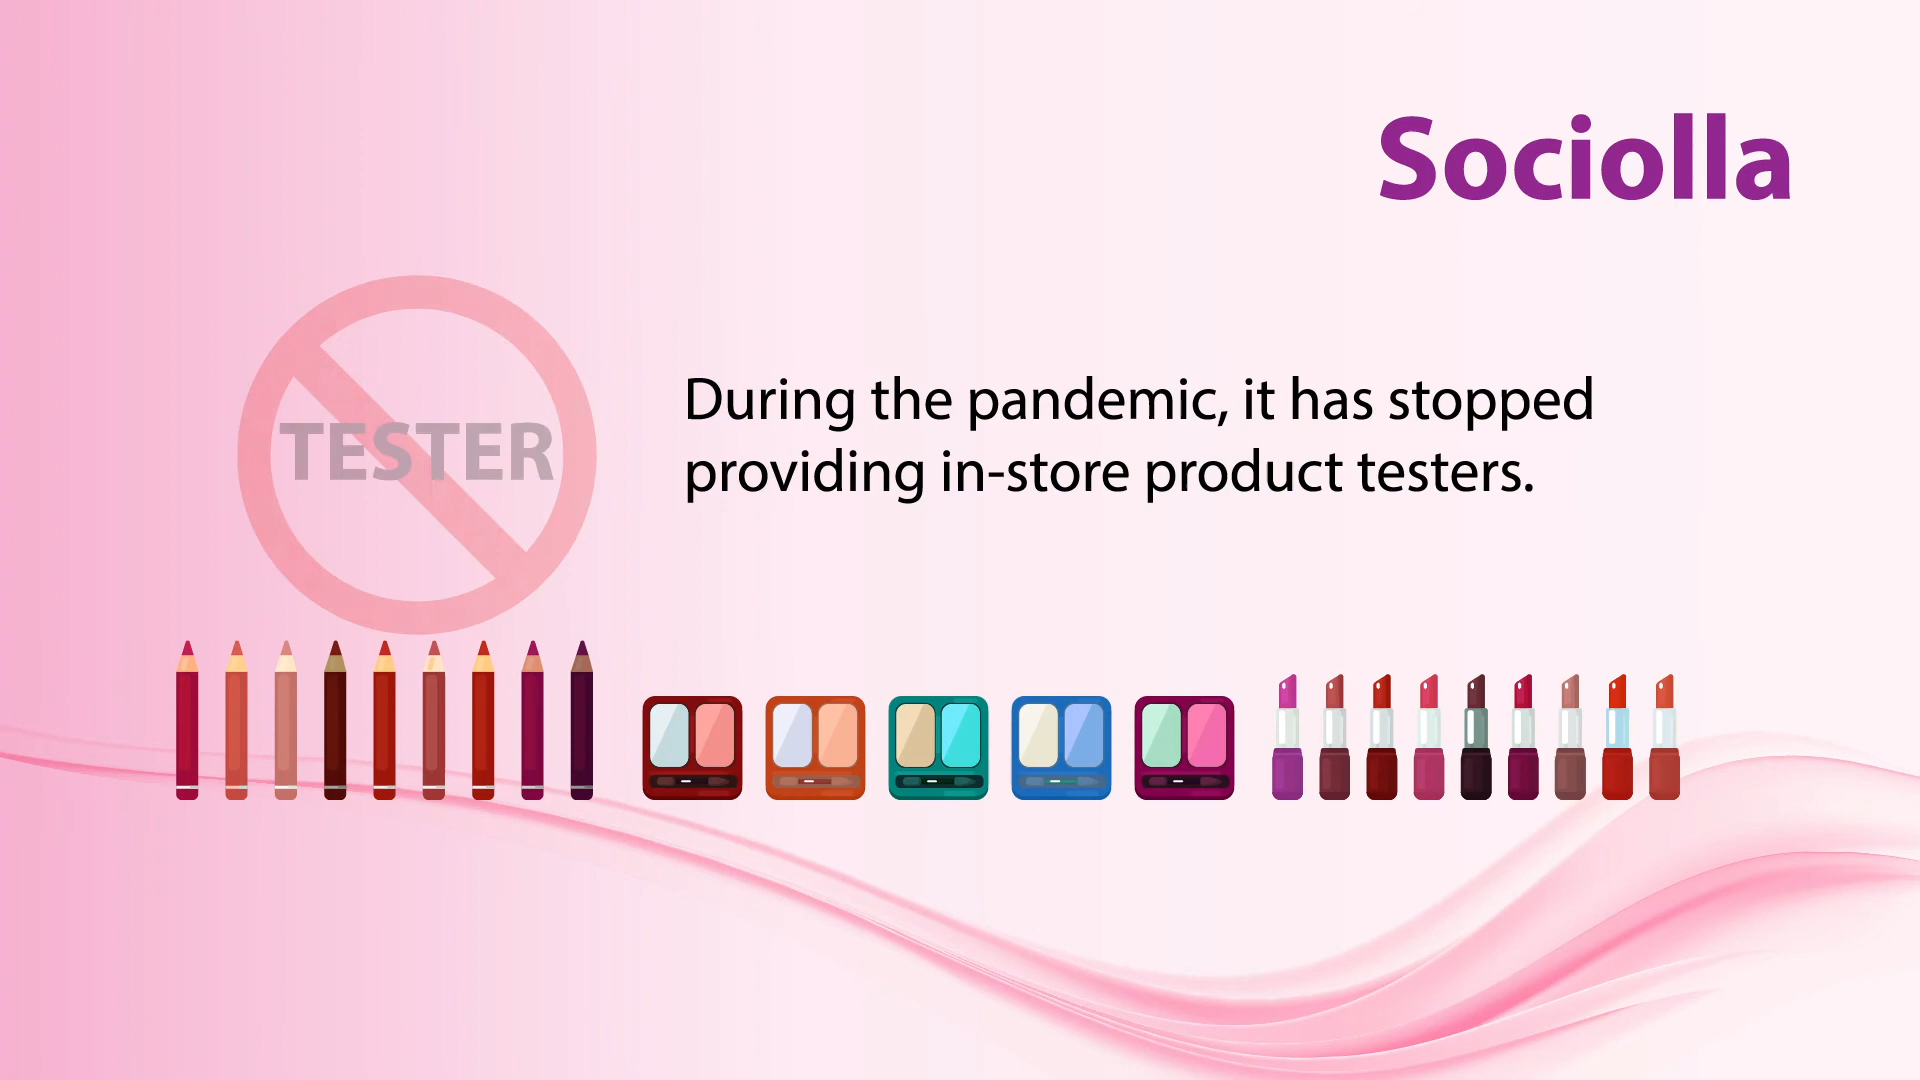 Sociolla
TESTER
During the pandemic, it has stopped
providing in-store product testers.